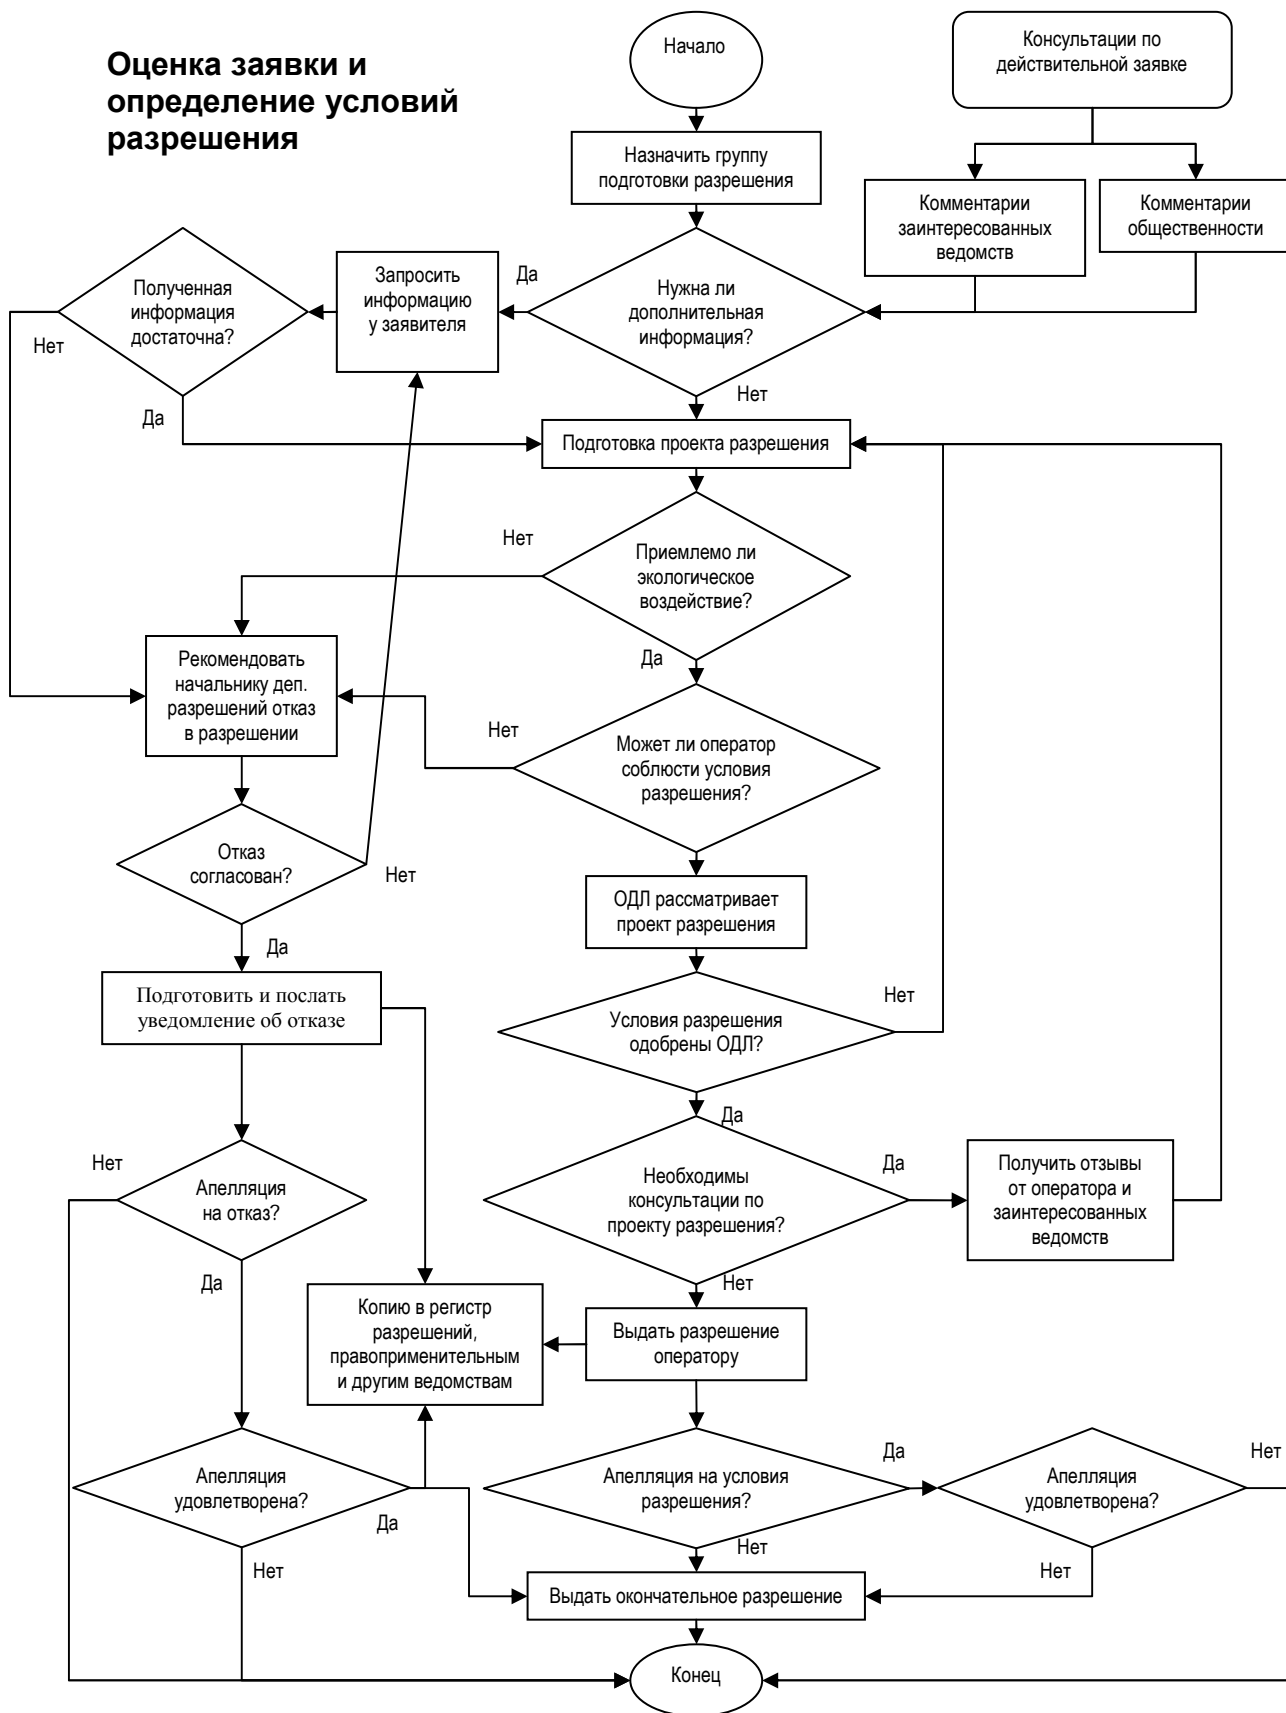 Оценка заявки и
определение условий
разрешения
Начало
Консультации по
действительной заявке
Назначить группу
подготовки разрешения
Комментарии
заинтересованных
ведомств
Комментарии
общественности
Полученная
информация
достаточна?
Запросить
информацию
у заявителя
Да
Нужна ли
дополнительная
информация?
Нет
Да
Нет
Подготовка проекта разрешения
Нет
Приемлемо ли
экологическое
воздействие?
Да
Рекомендовать
начальнику деп.
разрешений отказ
в разрешении
Нет
Может ли оператор
соблюсти условия
разрешения?
Отказ
согласован?
Нет
ОДЛ рассматривает
проект разрешения
Да
Подготовить и послать
уведомление об отказе
Условия разрешения
одобрены ОДЛ?
Нет
Да
Нет
Апелляция
на отказ?
Необходимы
консультации по
проекту разрешения?
Да
Получить отзывы
от оператора и
заинтересованных
ведомств
Да
Нет
Копию в регистр
разрешений,
правоприменительным
и другим ведомствам
Выдать разрешение
оператору
Апелляция
удовлетворена?
Да
Апелляция на условия
разрешения?
Да
Апелляция
удовлетворена?
Нет
Нет
Нет
Нет
Выдать окончательное разрешение
Конец